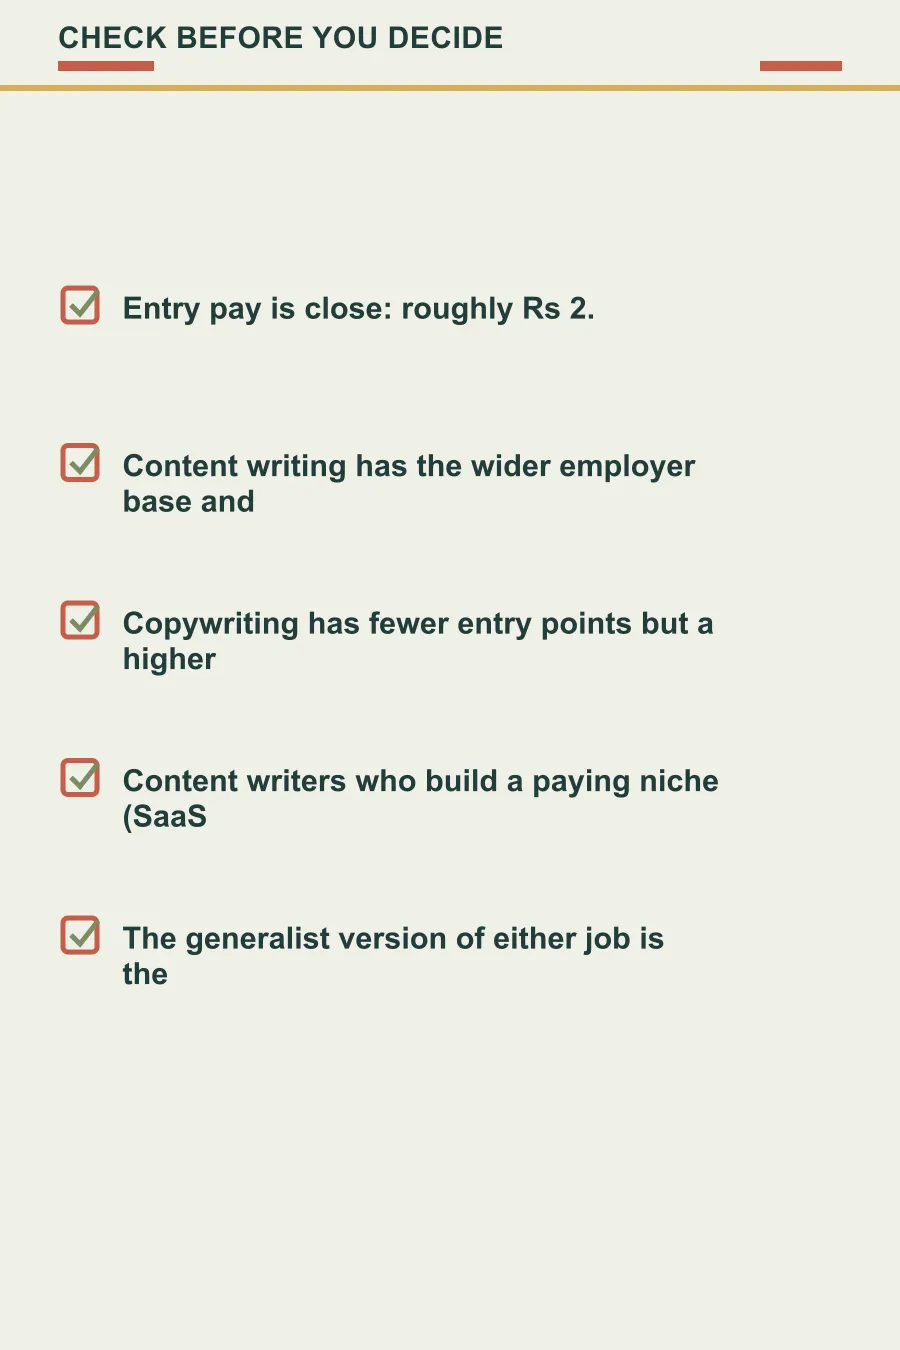 CHECK BEFORE YOU DECIDE
Entry pay is close: roughly Rs 2.
Content writing has the wider employer
base and
Copywriting has fewer entry points but a
higher
Content writers who build a paying niche
(SaaS
The generalist version of either job is
the